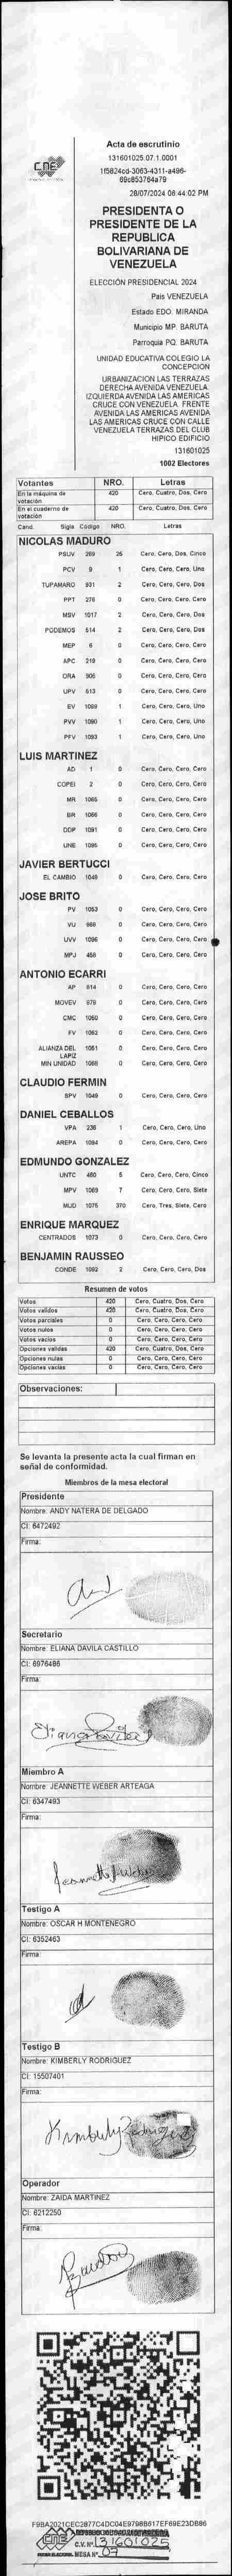 CNE
Acta de escrutinio
131601025.07.1.0001
1f5824cd-3063-4311-a496-
69c853764a79
28/07/2024 08:44:02 PM
PRESIDENTA O
PRESIDENTE DE LA
REPUBLICA
BOLIVARIANA DE
VENEZUELA
ELECCIÓN PRESIDENCIAL 2024
Pais VENEZUELA
Estado EDO. MIRANDA
Municipio MP. BARUTA
Parroquia PQ. BARUTA
UNIDAD EDUCATIVA COLEGIO LA
CONCEPCION
URBANIZACION LAS TERRAZAS
DERECHA AVENIDA VENEZUELA.
IZQUIERDA AVENIDA LAS AMERICAS
CRUCE CON VENEZUELA. FRENTE
AVENIDA LAS AMERICAS AVENIDA
LAS AMERICAS CRUCE CON CALLE
VENEZUELA TERRAZAS DEL CLUB
HIPICO EDIFICIO
131601025
1002 Electores
Votantes NRO. Letras
En la máquina de votación 420 Cero, Cuatro, Dos, Cero
En el cuaderno de votación 420 Cero, Cuatro, Dos, Cero
Cand. Sigla Código NRO. Letras
NICOLAS MADURO
PSUV 269 25 Cero, Cero, Dos, Cinco
PCV 9 1 Cero, Cero, Cero, Uno
TUPAMARO 931 2 Cero, Cero, Cero, Dos
PPT 276 0 Cero, Cero, Cero, Cero
MSV 1017 2 Cero, Cero, Cero, Dos
PODEMOS 514 2 Cero, Cero, Cero, Dos
MEP 6 0 Cero, Cero, Cero, Cero
APC 219 0 Cero, Cero, Cero, Cero
ORA 906 0 Cero, Cero, Cero, Cero
UPV 613 0 Cero, Cero, Cero, Cero
EV 1089 1 Cero, Cero, Cero, Uno
PVV 1090 1 Cero, Cero, Cero, Uno
PFV 1093 1 Cero, Cero, Cero, Uno
LUIS MARTINEZ
AD 1 0 Cero, Cero, Cero, Cero
COPEI 2 0 Cero, Cero, Cero, Cero
MR 1065 0 Cero, Cero, Cero, Cero
BR 1066 0 Cero, Cero, Cero, Cero
DDP 1091 0 Cero, Cero, Cero, Cero
UNE 1095 0 Cero, Cero, Cero, Cero
JAVIER BERTUCCI
EL CAMBIO 1048 0 Cero, Cero, Cero, Cero
JOSE BRITO
PV 1053 0 Cero, Cero, Cero, Cero
VU 968 0 Cero, Cero, Cero, Cero
UVV 1096 0 Cero, Cero, Cero, Cero
MPJ 458 0 Cero, Cero, Cero, Cero
ANTONIO ECARRI
AP 814 0 Cero, Cero, Cero, Cero
MOVEV 979 0 Cero, Cero, Cero, Cero
CMC 1050 0 Cero, Cero, Cero, Cero
FV 1062 0 Cero, Cero, Cero, Cero
ALIANZA DEL LAPIZ 1061 0 Cero, Cero, Cero, Cero
MIN UNIDAD 1068 0 Cero, Cero, Cero, Cero
CLAUDIO FERMIN
SPV 1049 0 Cero, Cero, Cero, Cero
DANIEL CEBALLOS
VPA 236 1 Cero, Cero, Cero, Uno
AREPA 1094 0 Cero, Cero, Cero, Cero
EDMUNDO GONZALEZ
UNTC 460 5 Cero, Cero, Cero, Cinco
MPV 1069 7 Cero, Cero, Cero, Siete
MUD 1075 370 Cero, Tres, Siete, Cero
ENRIQUE MARQUEZ
CENTRADOS 1073 0 Cero, Cero, Cero, Cero
BENJAMIN RAUSSEO
CONDE 1092 2 Cero, Cero, Cero, Dos
Resumen de votos
Votos 420 Cero, Cuatro, Dos, Cero
Votos validos 420 Cero, Cuatro, Dos, Cero
Votos parciales 0 Cero, Cero, Cero, Cero
Votos nulos 0 Cero, Cero, Cero, Cero
Votos vacios 0 Cero, Cero, Cero, Cero
Opciones validas 420 Cero, Cuatro, Dos, Cero
Opciones nulas 0 Cero, Cero, Cero, Cero
Opciones vacias 0 Cero, Cero, Cero, Cero
Observaciones:
Se levanta la presente acta la cual firman en
señal de conformidad.
Miembros de la mesa electoral
Presidente
Nombre: ANDY NATERA DE DELGADO
CI: 6472492
Firma:
Secretario
Nombre: ELIANA DAVILA CASTILLO
CI: 6976486
Firma:
Eliana Davila
Miembro A
Nombre: JEANNETTE WEBER ARTEAGA
CI: 6347493
Firma:
Jeannette Weber
Testigo A
Nombre: OSCAR H MONTENEGRO
CI: 6352463
Firma:
Testigo B
Nombre: KIMBERLY RODRIGUEZ
CI: 15507401
Firma:
Kimberly Rodriguez
Operador
Nombre: ZAIDA MARTINEZ
CI: 6212250
Firma:
F9BA2021CEC2877C4DC04E9798B617EF69E23DB86
CNE
C.V. Nº 131601025
MESA Nº 07